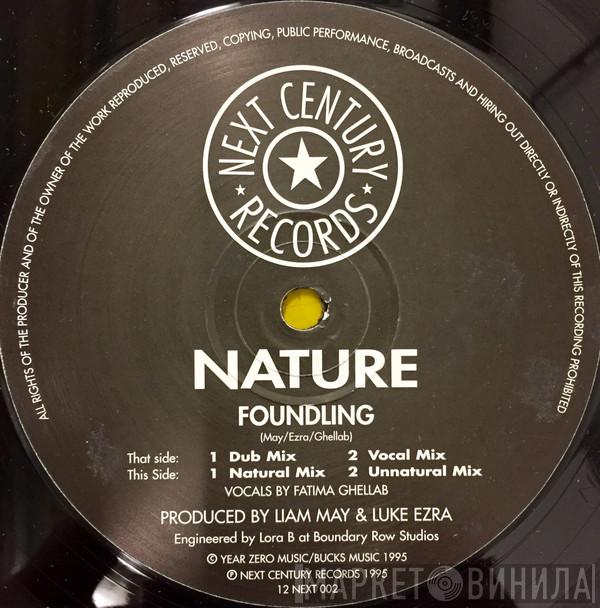 ALL RIGHTS OF THE PRODUCER AND OF THE OWNER OF THE WORK REPRODUCED, RESERVED, COPYING, PUBLIC PERFORMANCE, BROADCASTS AND HIRING OUT DIRECTLY OR INDIRECTLY OF THIS RECORDING PROHIBITED
NEXT CENTURY
RECORDS
NATURE
FOUNDLING
(May/Ezra/Ghellab)
That side: 1 Dub Mix 2 Vocal Mix
This Side: 1 Natural Mix 2 Unnatural Mix
VOCALS BY FATIMA GHELLAB
PRODUCED BY LIAM MAY & LUKE EZRA
Engineered by Lora B at Boundary Row Studios
© YEAR ZERO MUSIC/BUCKS MUSIC 1995
℗ NEXT CENTURY RECORDS 1995
12 NEXT 002
МАРКЕТ ВИНИЛА